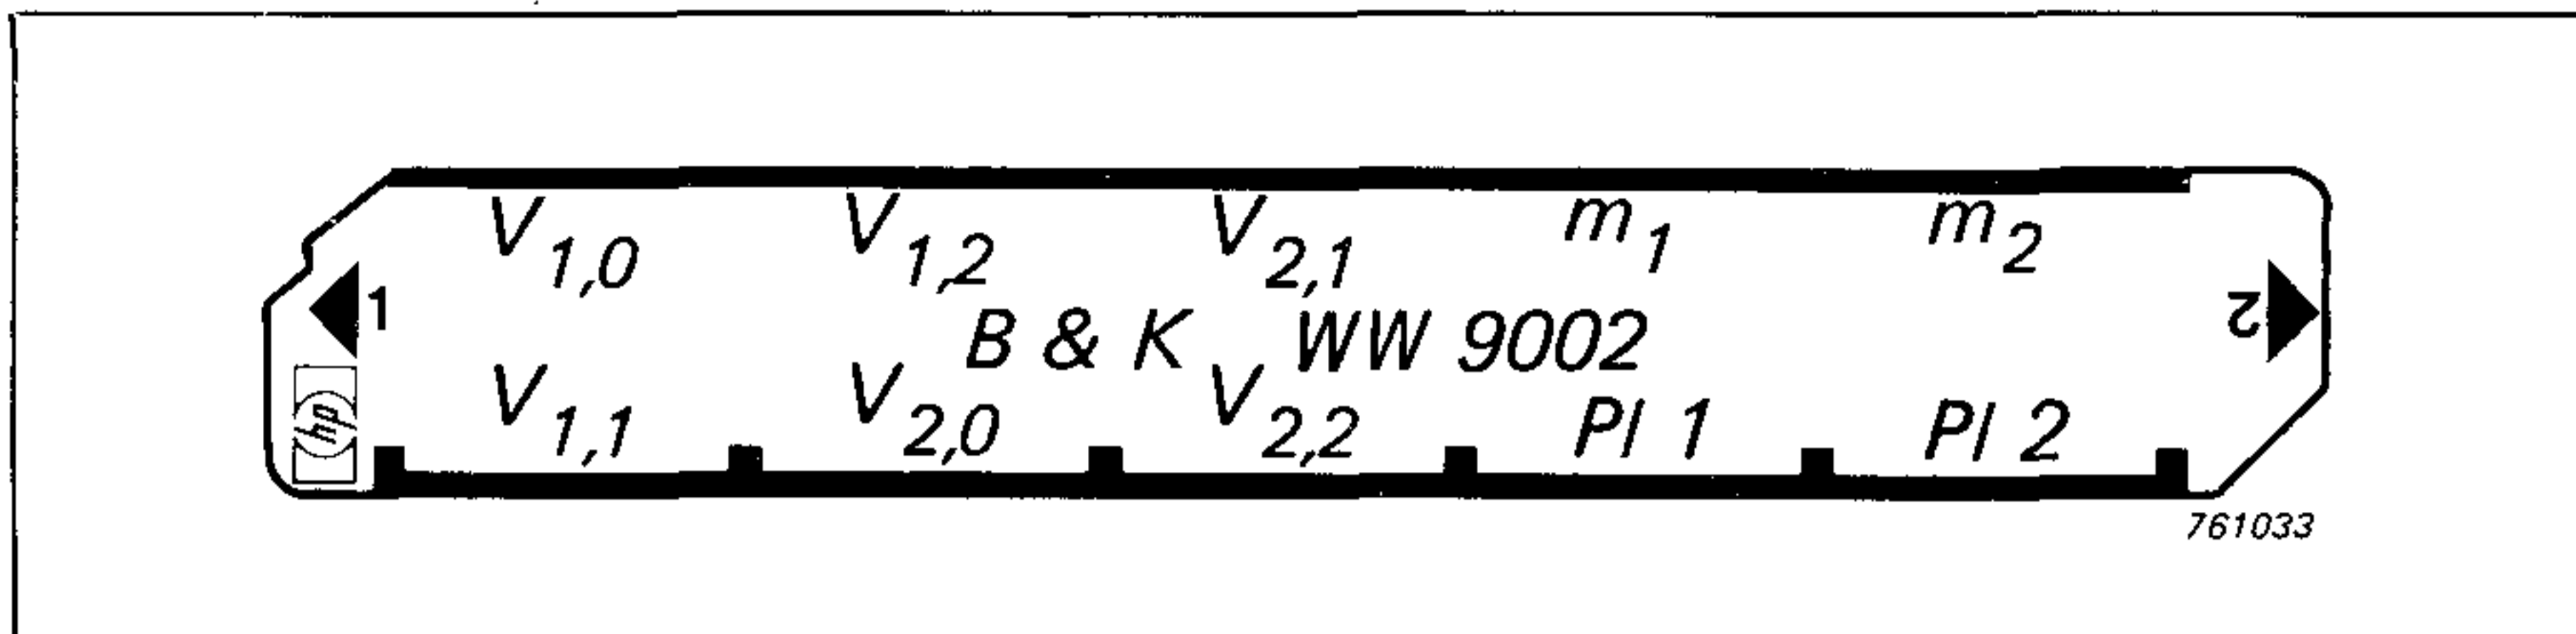 V1,0 V1,2 V2,1 m1 m2
1 2
B & K WW 9002
hp V1,1 V2,0 V2,2 Pl 1 Pl 2
761033